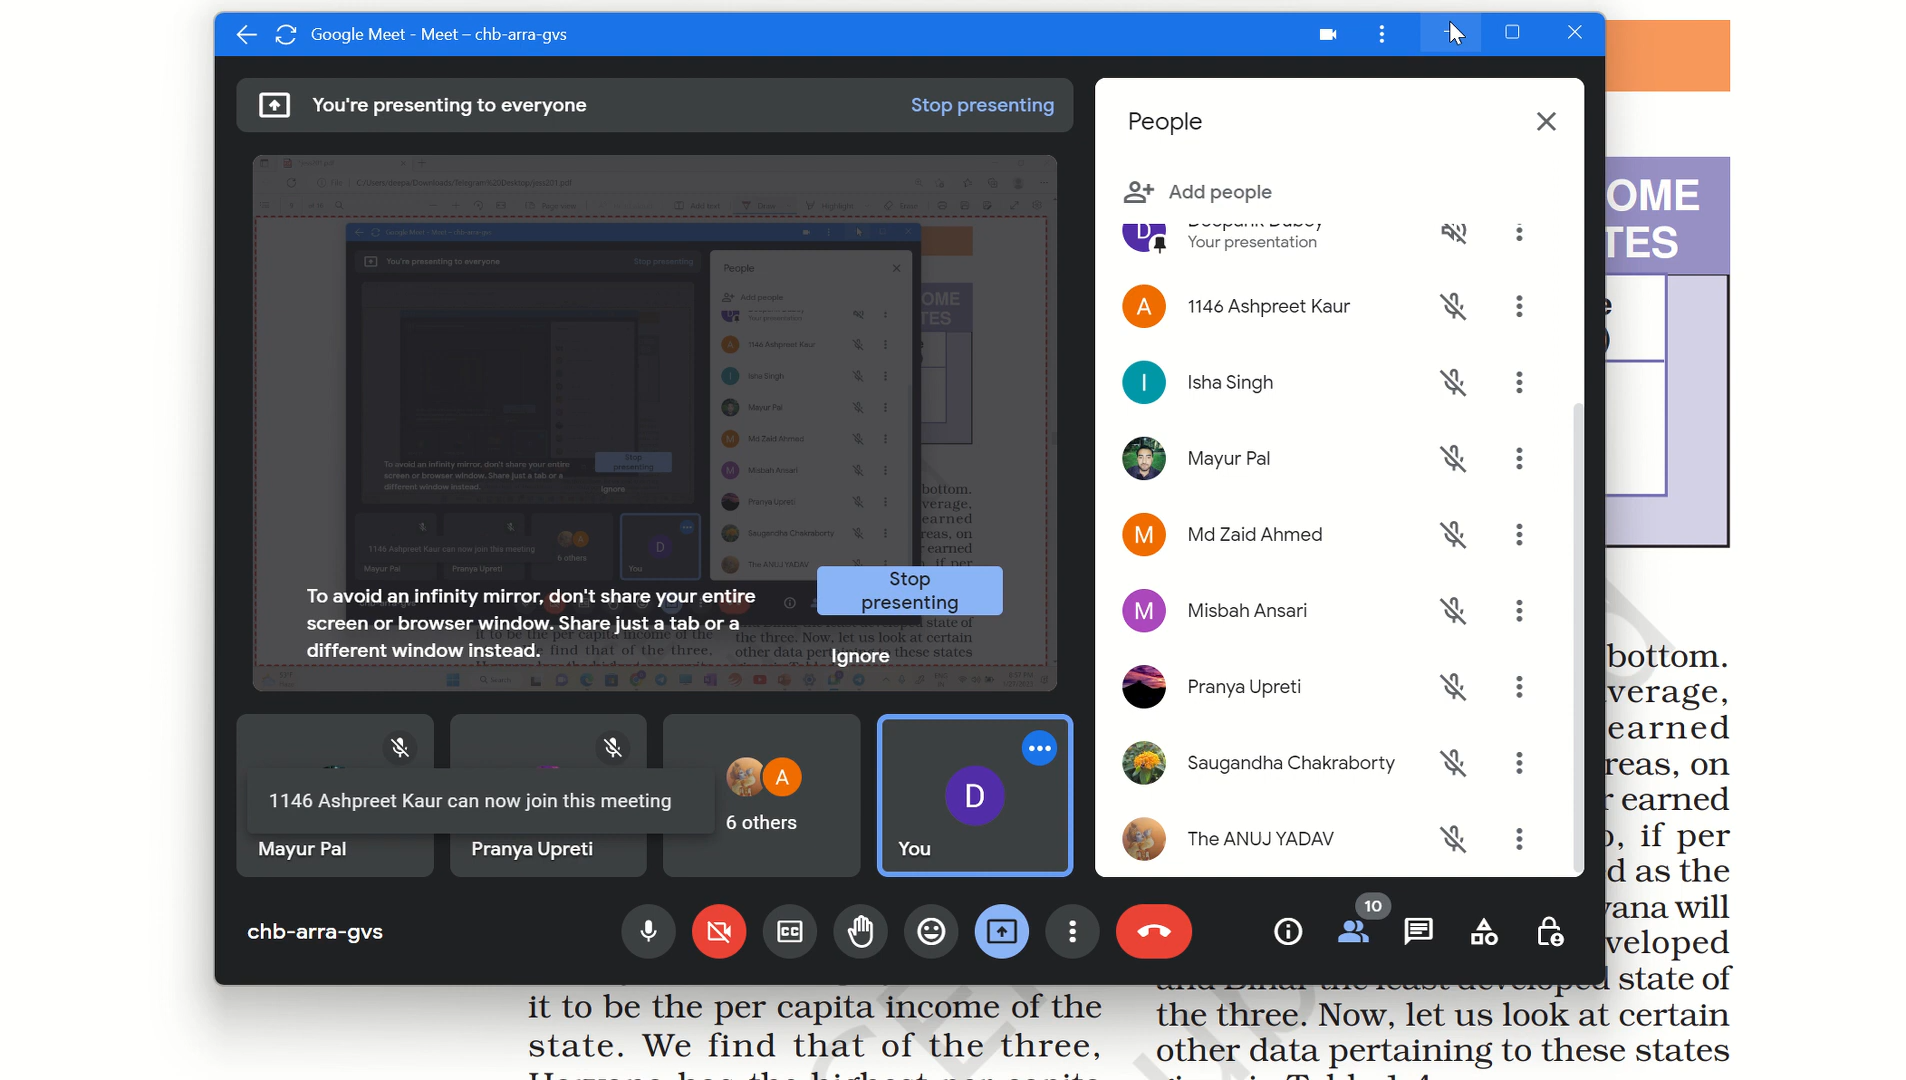 Google Meet - Meet – chb-arra-gvs
You're presenting to everyone
Stop presenting
People
Add people
Your presentation
1146 Ashpreet Kaur
Isha Singh
Mayur Pal
Md Zaid Ahmed
Misbah Ansari
Pranya Upreti
Saugandha Chakraborty
The ANUJ YADAV
To avoid an infinity mirror, don't share your entire
screen or browser window. Share just a tab or a
different window instead.
Stop
presenting
Ignore
1146 Ashpreet Kaur can now join this meeting
Mayur Pal
Pranya Upreti
A
6 others
D
You
chb-arra-gvs
10
OME
TES
bottom.
verage,
earned
reas, on
r earned
, if per
d as the
yana will
veloped
and Bihar the least developed state of
the three. Now, let us look at certain
other data pertaining to these states
it to be the per capita income of the
state. We find that of the three,